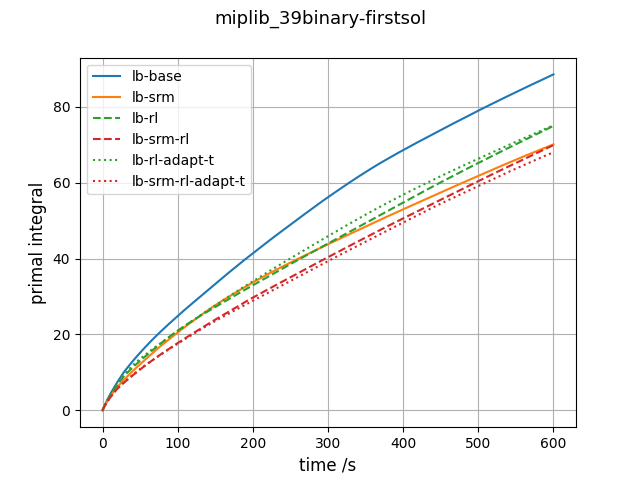 miplib_39binary-firstsol
lb-base
lb-srm
lb-rl
lb-srm-rl
lb-rl-adapt-t
lb-srm-rl-adapt-t
primal integral
80
60
40
20
0
0 100 200 300 400 500 600
time /s